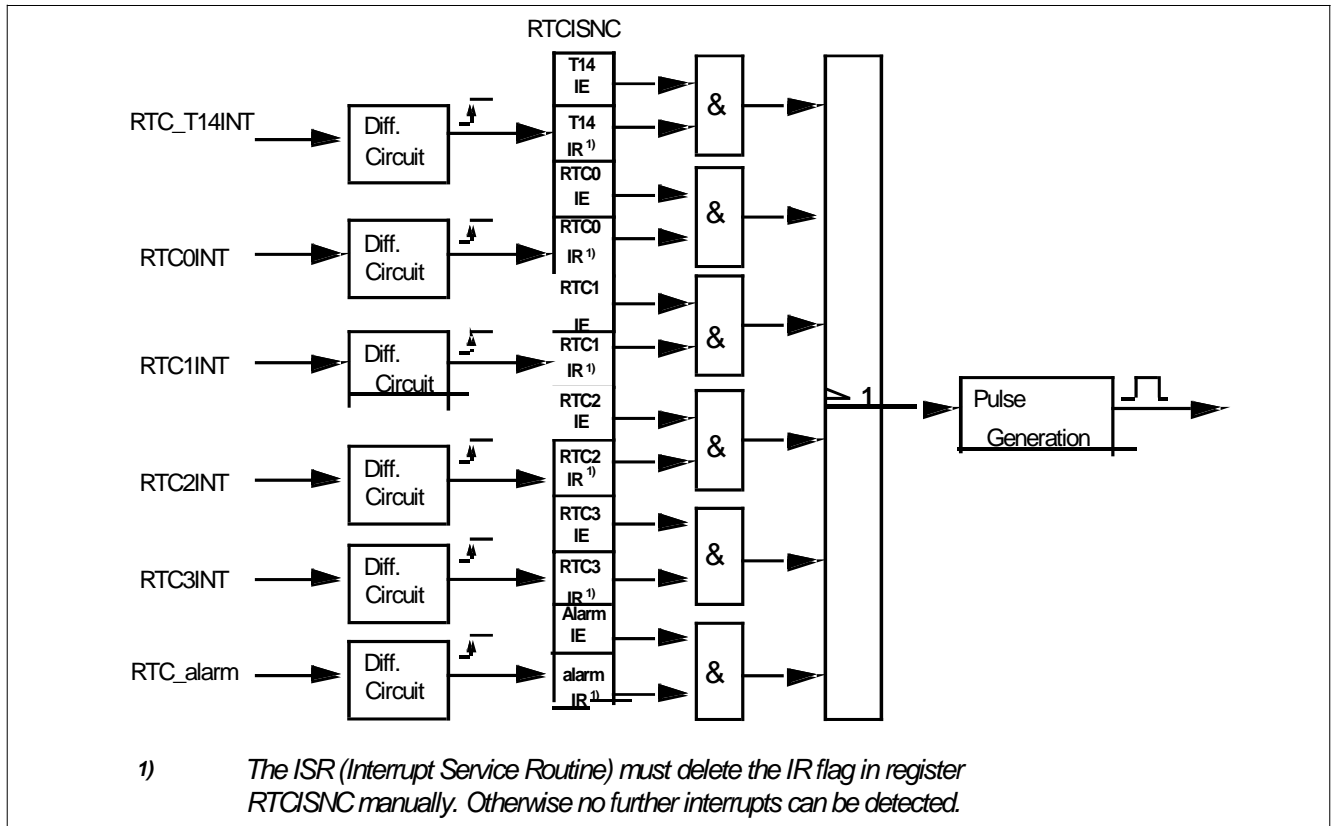 RTCISNC
T14
IE
&
RTC_T14INT
Diff.
Circuit
T14
IR 1)
RTC0
IE
&
RTC0INT
Diff.
Circuit
RTC0
IR 1)
RTC1
IE
&
RTC1INT
Diff.
Circuit
RTC1
IR 1)
≥ 1
Pulse
Generation
RTC2
IE
&
RTC2INT
Diff.
Circuit
RTC2
IR 1)
RTC3
IE
&
RTC3INT
Diff.
Circuit
RTC3
IR 1)
Alarm
IE
&
RTC_alarm
Diff.
Circuit
alarm
IR 1)
1) The ISR (Interrupt Service Routine) must delete the IR flag in register
RTCISNC manually. Otherwise no further interrupts can be detected.